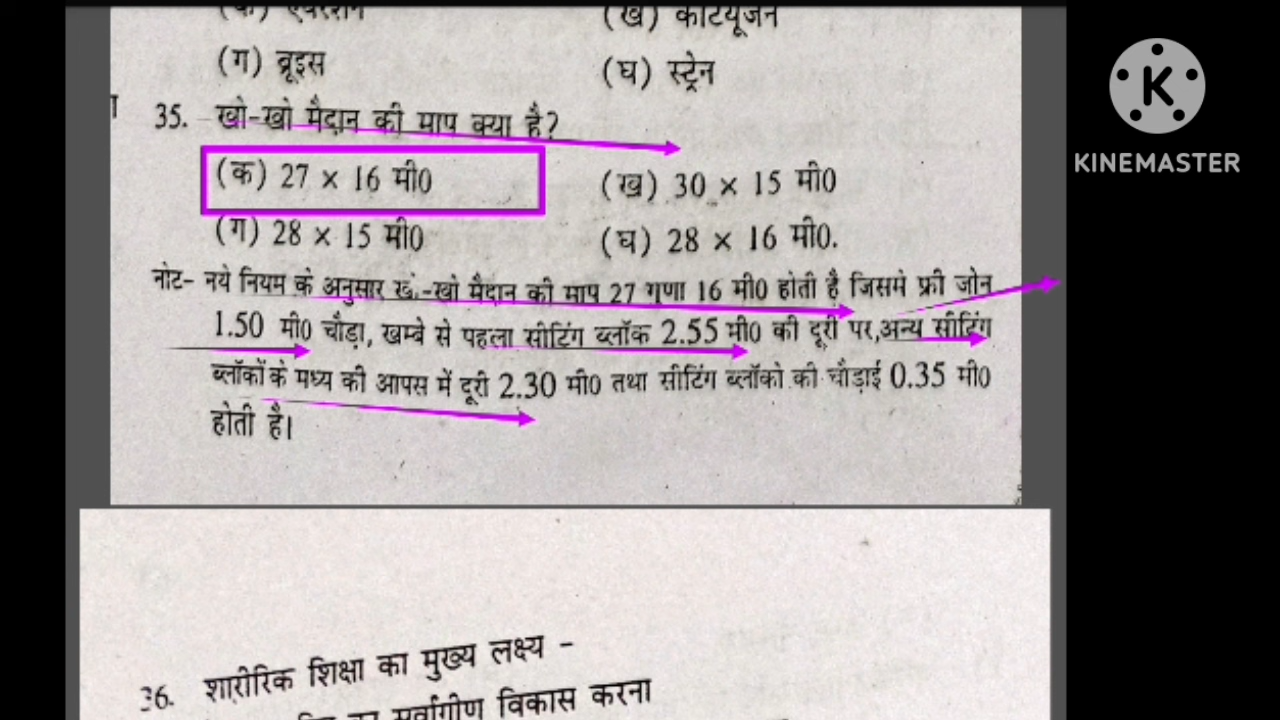 (ख) काटियूजन
(ग) ब्रूइस
(घ) स्ट्रेन
35. खो-खो मैदान की माप क्या है?
(क) 27 × 16 मी0
(ख) 30 × 15 मी0
(ग) 28 × 15 मी0
(घ) 28 × 16 मी0.
नोट- नये नियम के अनुसार खो-खो मैदान की माप 27 गुणा 16 मी0 होती है जिसमे फ्री जोन
1.50 मी0 चौड़ा, खम्बे से पहला सीटिंग ब्लॉक 2.55 मी0 की दूरी पर,अन्य सीटिंग
ब्लॉकों के मध्य की आपस में दूरी 2.30 मी0 तथा सीटिंग ब्लॉको की चौड़ाई 0.35 मी0
होती है।
36. शारीरिक शिक्षा का मुख्य लक्ष्य -
विकास करना
KINEMASTER